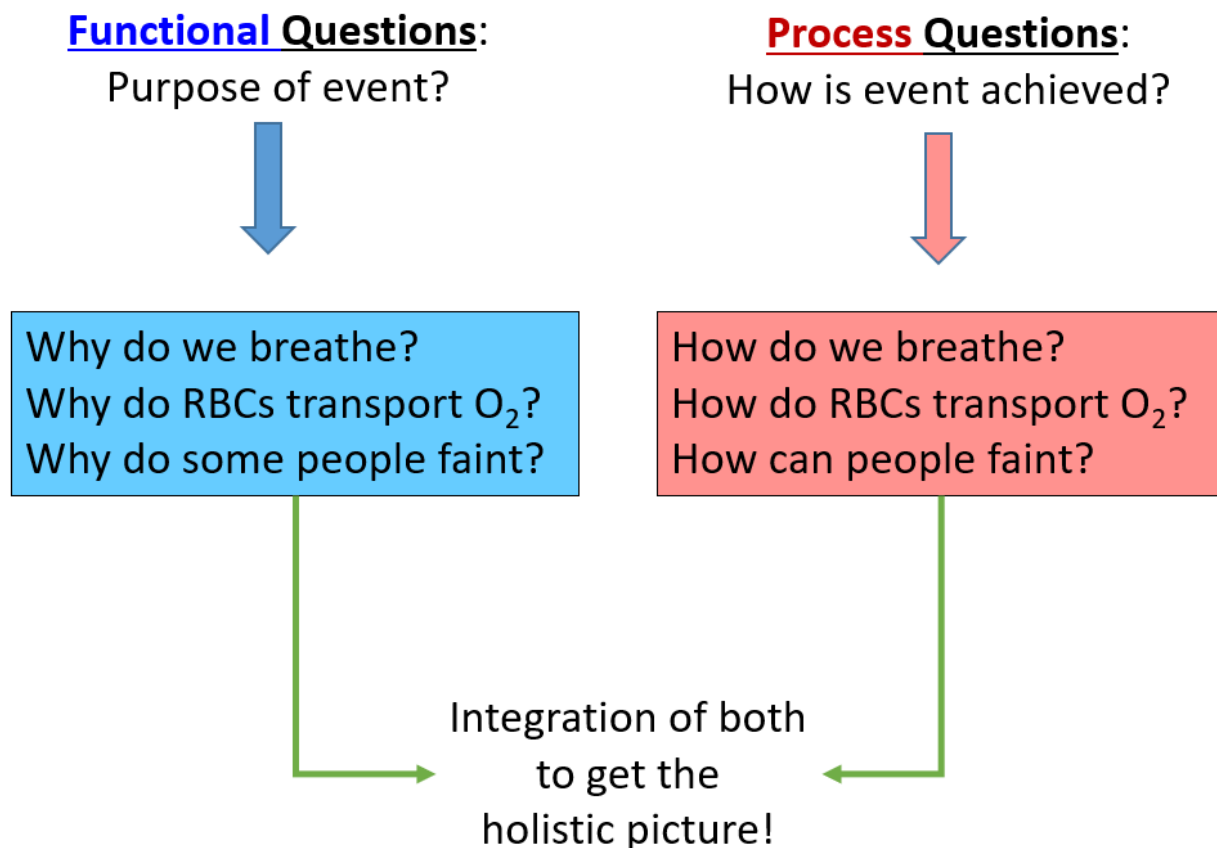 Functional Questions:
Purpose of event?
Why do we breathe?
Why do RBCs transport O₂?
Why do some people faint?
Process Questions:
How is event achieved?
How do we breathe?
How do RBCs transport O₂?
How can people faint?
Integration of both
to get the
holistic picture!